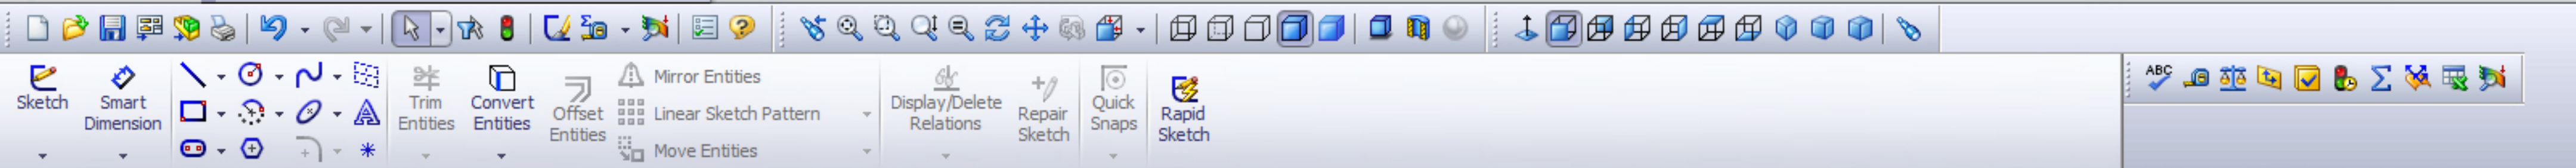 Sketch
Smart
Dimension
Trim
Entities
Convert
Entities
Offset
Entities
Mirror Entities
Linear Sketch Pattern
Move Entities
Display/Delete
Relations
Repair
Sketch
Quick
Snaps
Rapid
Sketch
ABC